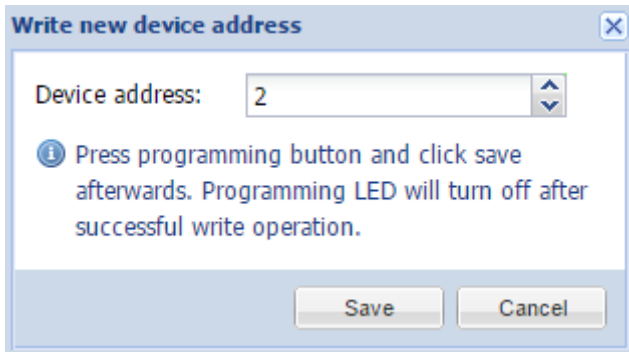 Write new device address
Device address: 2
Press programming button and click save
afterwards. Programming LED will turn off after
successful write operation.
Save Cancel